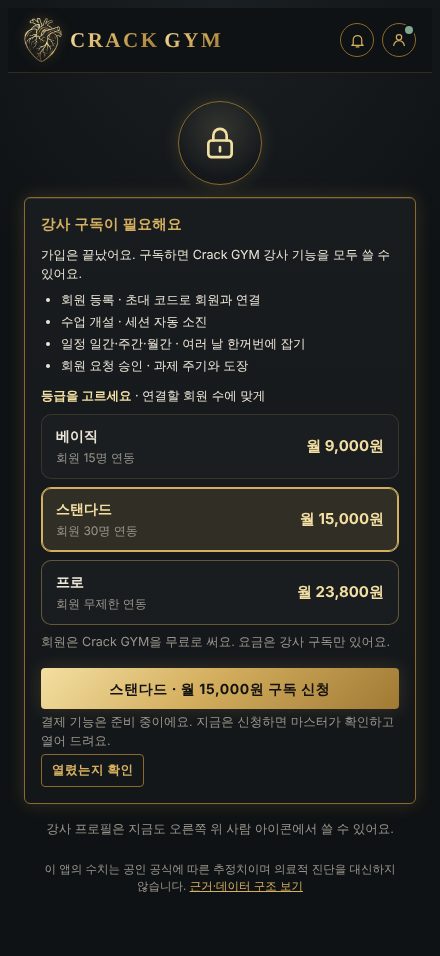 CRACK GYM
강사 구독이 필요해요
가입은 끝났어요. 구독하면 Crack GYM 강사 기능을 모두 쓸 수
있어요.
• 회원 등록 · 초대 코드로 회원과 연결
• 수업 개설 · 세션 자동 소진
• 일정 일간·주간·월간 · 여러 날 한꺼번에 잡기
• 회원 요청 승인 · 과제 주기와 도장
등급을 고르세요 · 연결할 회원 수에 맞게
베이직
회원 15명 연동
월 9,000원
스탠다드
회원 30명 연동
월 15,000원
프로
회원 무제한 연동
월 23,800원
회원은 Crack GYM을 무료로 써요. 요금은 강사 구독만 있어요.
스탠다드 · 월 15,000원 구독 신청
결제 기능은 준비 중이에요. 지금은 신청하면 마스터가 확인하고
열어 드려요.
열렸는지 확인
강사 프로필은 지금도 오른쪽 위 사람 아이콘에서 쓸 수 있어요.
이 앱의 수치는 공인 공식에 따른 추정치이며 의료적 진단을 대신하지
않습니다. 근거·데이터 구조 보기